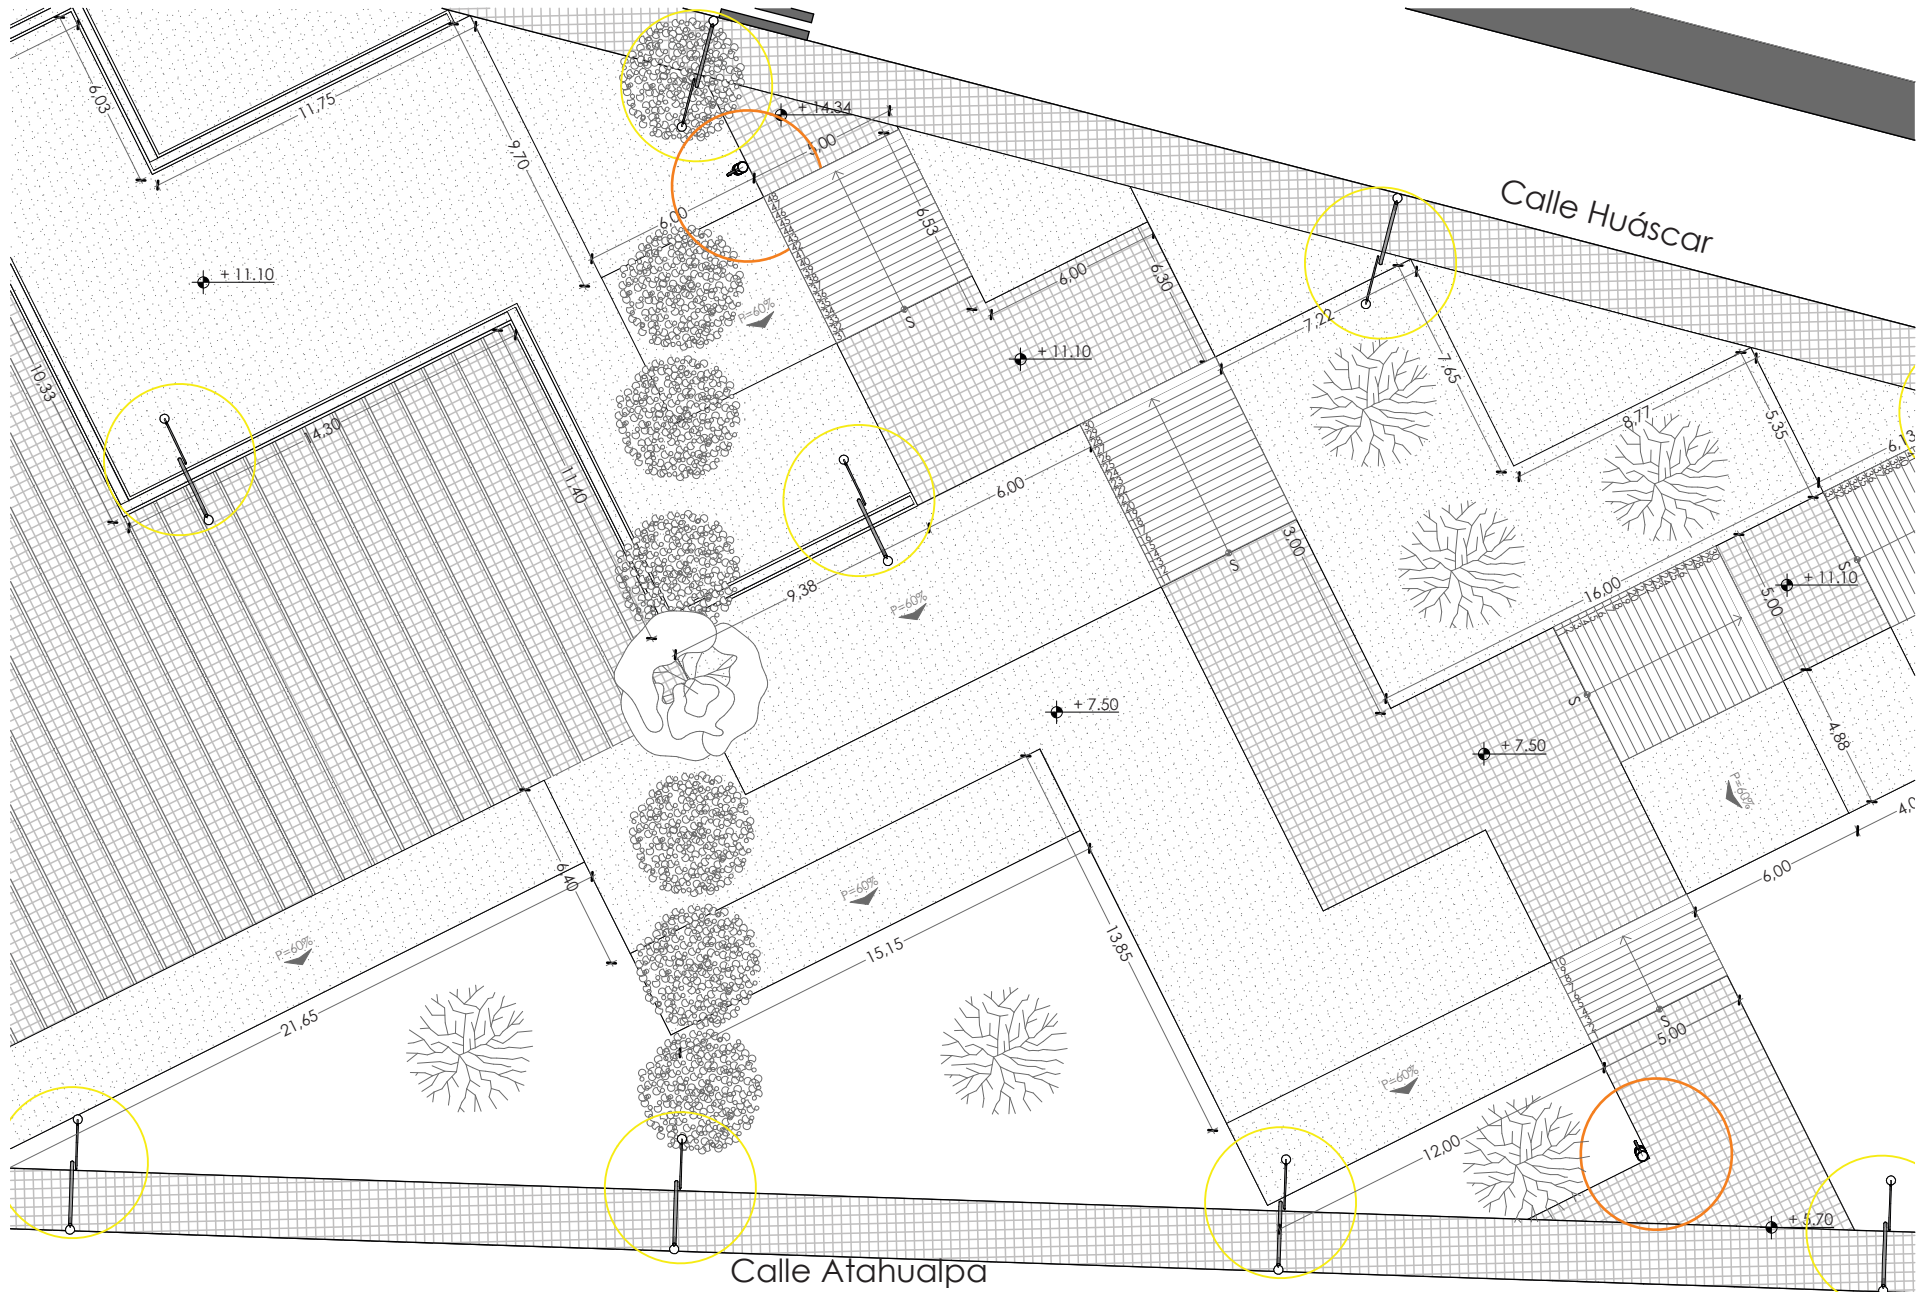 6,03
11,75
9,70
+ 14.34
5,00
6,00
6,53
Calle Huáscar
+ 11.10
6,00
6,30
P=60%
S
7,22
+ 11.10
7,65
10,33
14,30
8,77
5,35
6,13
11,40
6,00
3,00
S
9,38
P=60%
16,00
5,00
S
+ 11.10
S
+ 7.50
+ 7.50
4,88
P=60%
6,40
P=60%
6,00
P=60%
15,15
13,85
21,65
S
5,00
P=60%
12,00
+ 5.70
Calle Atahualpa